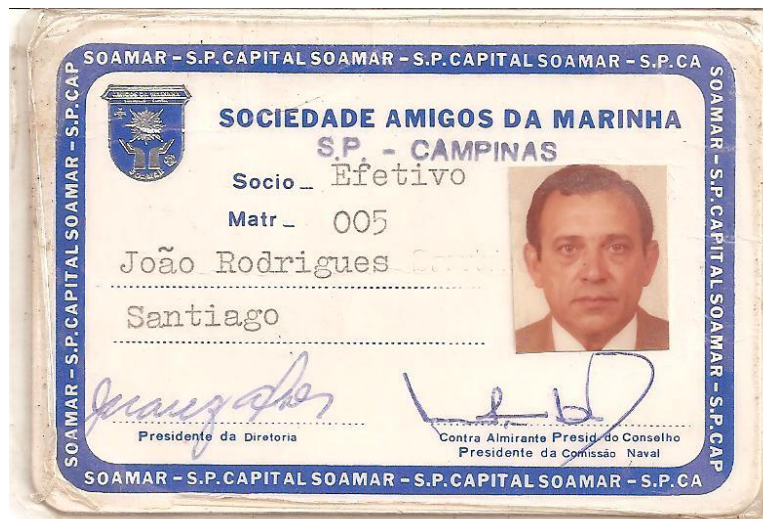 SOAMAR – S.P.CAPITAL SOAMAR – S.P.CAPITAL SOAMAR – S.P.CA
SOCIEDADE AMIGOS DA MARINHA
S.P. - CAMPINAS
Socio_ Efetivo
Matr_ 005
João Rodrigues
Santiago
Presidente da Diretoria
Contra Almirante Presid. do Conselho
Presidente da Comissão Naval
SOAMAR – S.P.CAPITAL SOAMAR – S.P.CAP
SOAMAR – S.P.CAPITAL SOAMAR – S.P.CAP
SOAMAR – S.P.CAPITAL SOAMAR – S.P.CAPITAL SOAMAR – S.P.CA